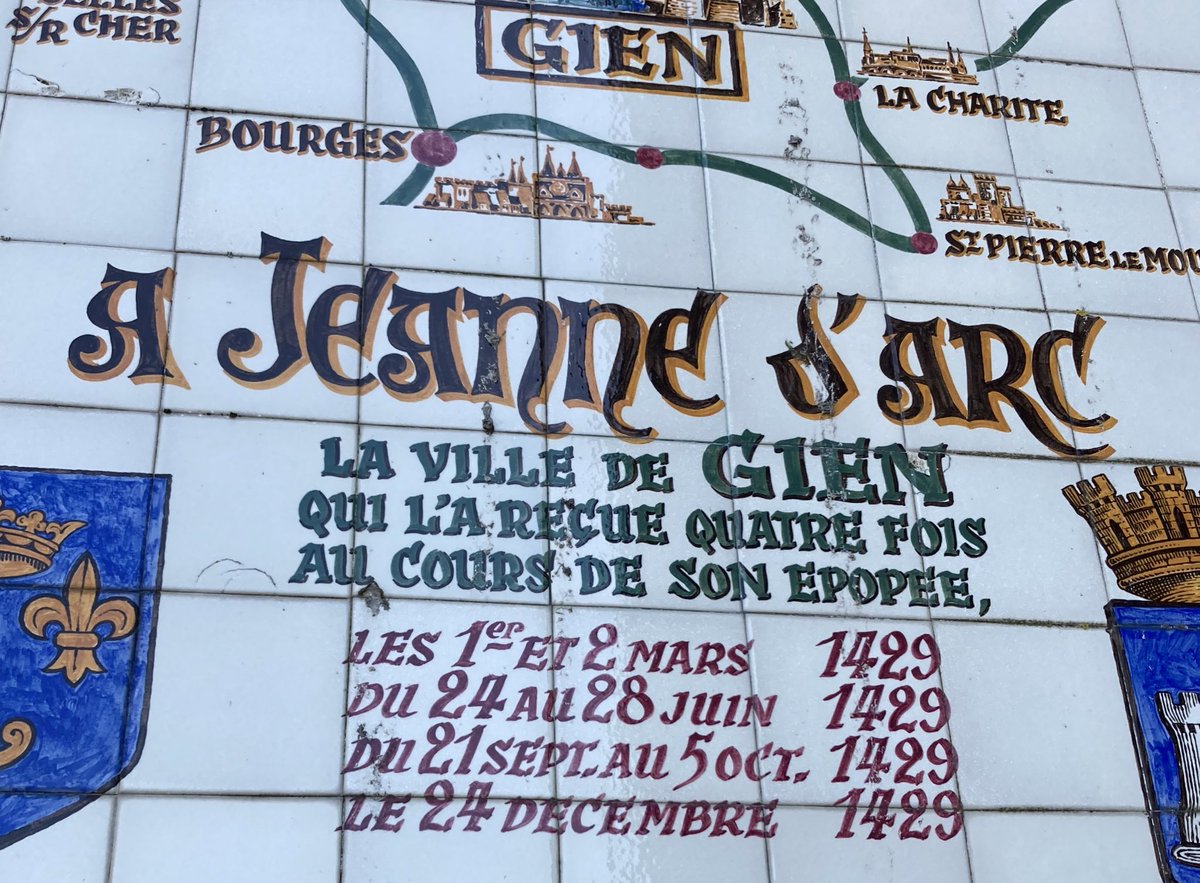 ELLES
S/R CHER
GIEN
LA CHARITE
BOURGES
ST PIERRE LE MOU
A JEANNE D'ARC
LA VILLE DE GIEN
QUI L'A REÇUE QUATRE FOIS
AU COURS DE SON EPOPEE,
LES 1er ET 2 MARS 1429
DU 24 AU 28 JUIN 1429
DU 21 SEPT. AU 5 OCT. 1429
LE 24 DECEMBRE 1429